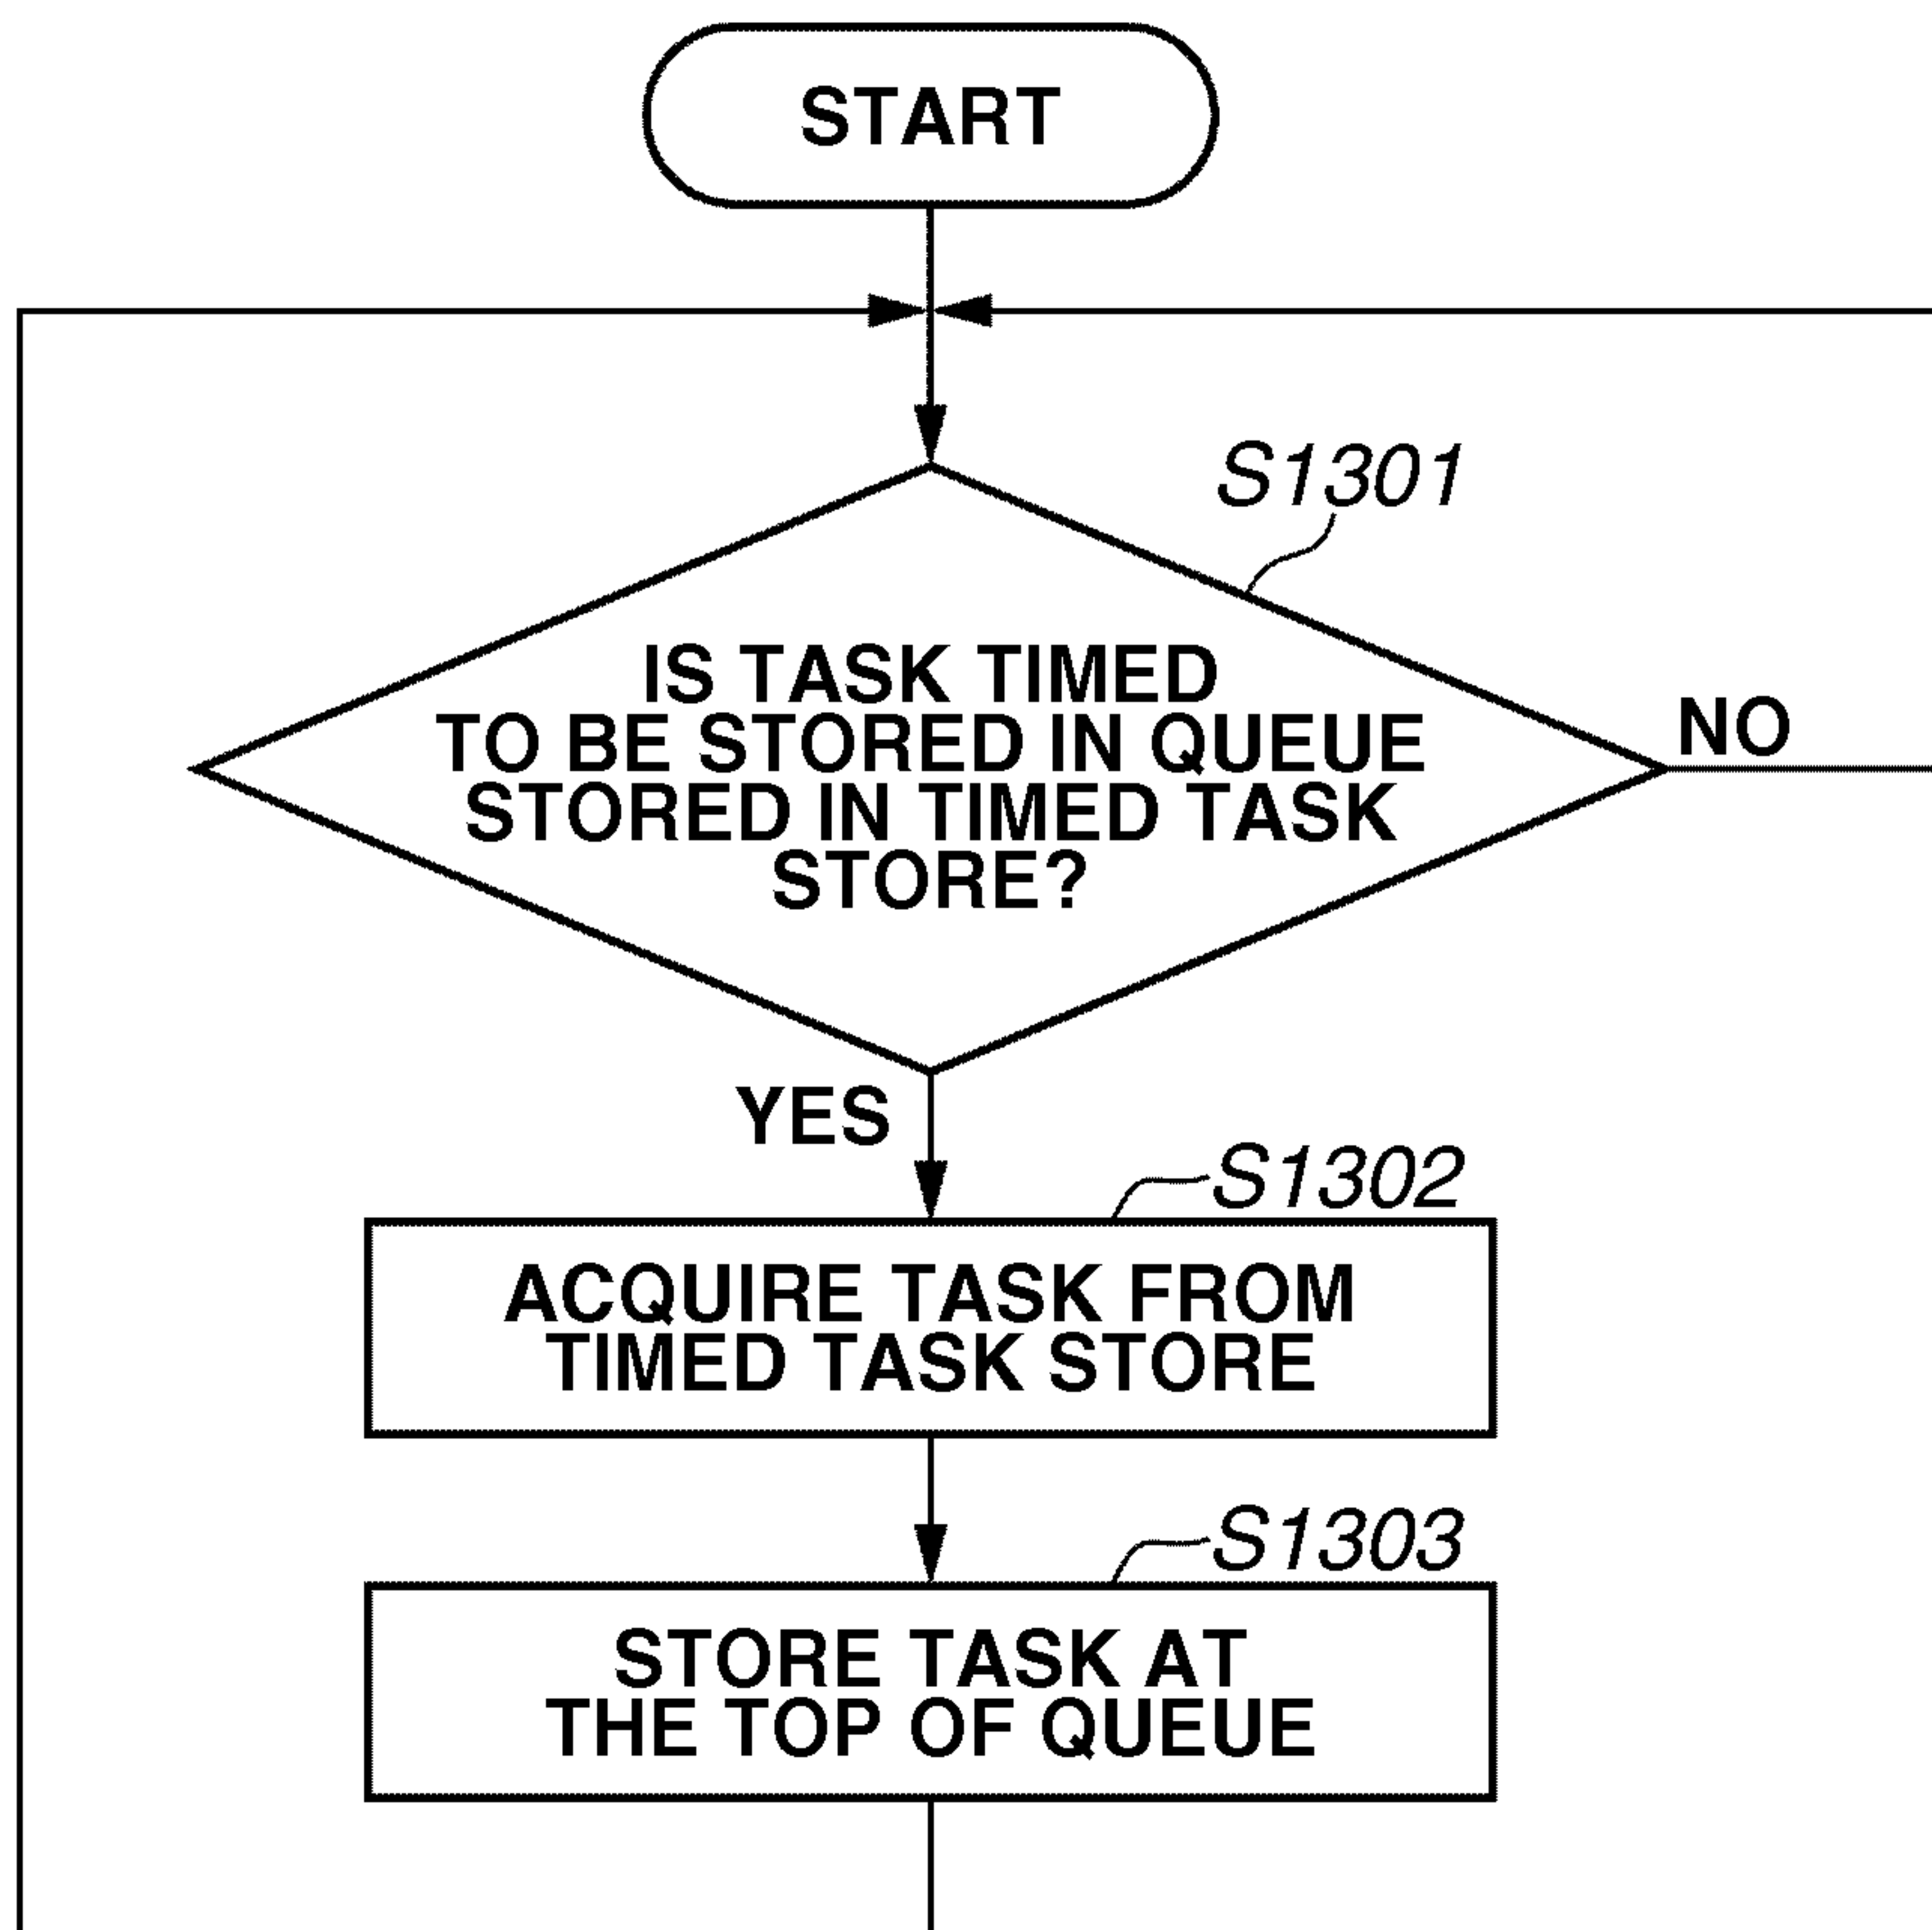 START
S1301
IS TASK TIMED
TO BE STORED IN QUEUE
STORED IN TIMED TASK
STORE?
NO
YES
S1302
ACQUIRE TASK FROM
TIMED TASK STORE
S1303
STORE TASK AT
THE TOP OF QUEUE